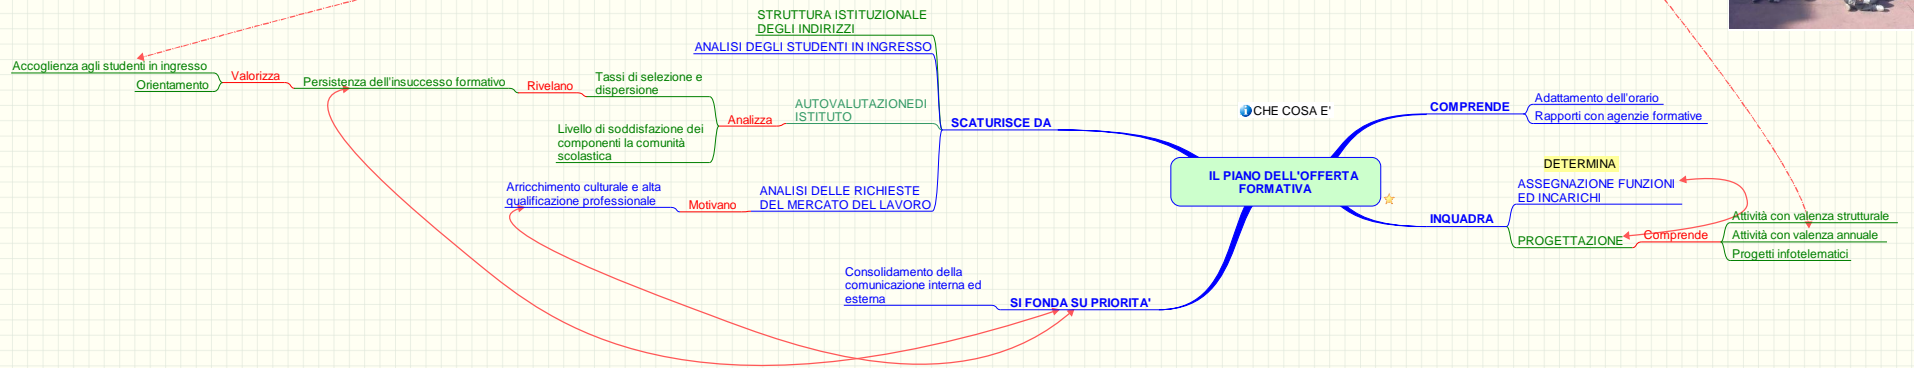 STRUTTURA ISTITUZIONALE
DEGLI INDIRIZZI
ANALISI DEGLI STUDENTI IN INGRESSO
Accoglienza agli studenti in ingresso
Orientamento
Valorizza
Persistenza dell'insuccesso formativo
Rivelano
Tassi di selezione e
dispersione
Livello di soddisfazione dei
componenti la comunità
scolastica
Analizza
AUTOVALUTAZIONEDI
ISTITUTO
SCATURISCE DA
Arricchimento culturale e alta
qualificazione professionale
Motivano
ANALISI DELLE RICHIESTE
DEL MERCATO DEL LAVORO
Consolidamento della
comunicazione interna ed
esterna
SI FONDA SU PRIORITA'
CHE COSA E'
IL PIANO DELL'OFFERTA
FORMATIVA
COMPRENDE
Adattamento dell'orario
Rapporti con agenzie formative
DETERMINA
ASSEGNAZIONE FUNZIONI
ED INCARICHI
INQUADRA
PROGETTAZIONE
Comprende
Attività con valenza strutturale
Attività con valenza annuale
Progetti infotelematici